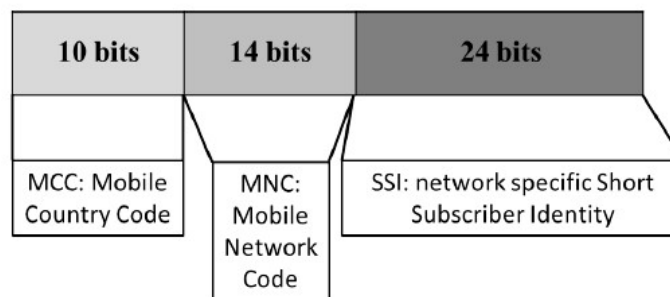 10 bits
14 bits
24 bits
MCC: Mobile
Country Code
MNC:
Mobile
Network
Code
SSI: network specific Short
Subscriber Identity